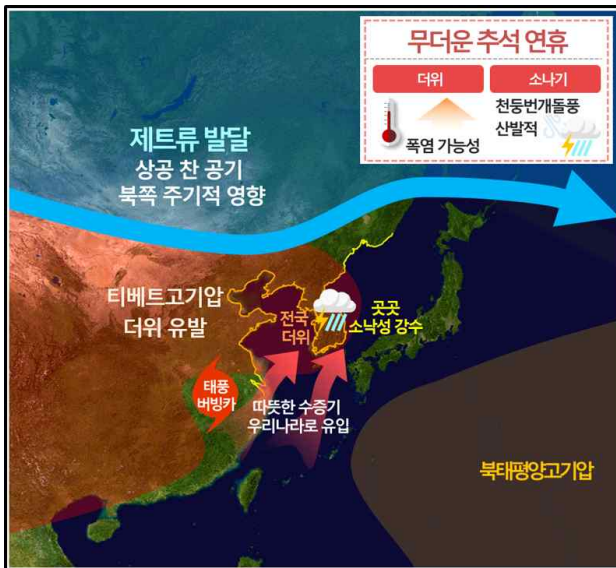 무더운 추석 연휴
더위
폭염 가능성
소나기
천둥번개돌풍
산발적
제트류 발달
상공 찬 공기
북쪽 주기적 영향
티베트고기압
더위 유발
전국
더위
곳곳
소낙성 강수
태풍
버빙카
따뜻한 수증기
우리나라로 유입
북태평양고기압